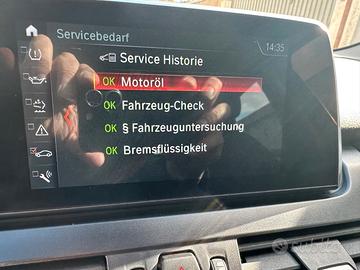 Servicebedarf
14:35
Service Historie
OK Motoröl
OK Fahrzeug-Check
OK § Fahrzeuguntersuchung
OK Bremsflüssigkeit